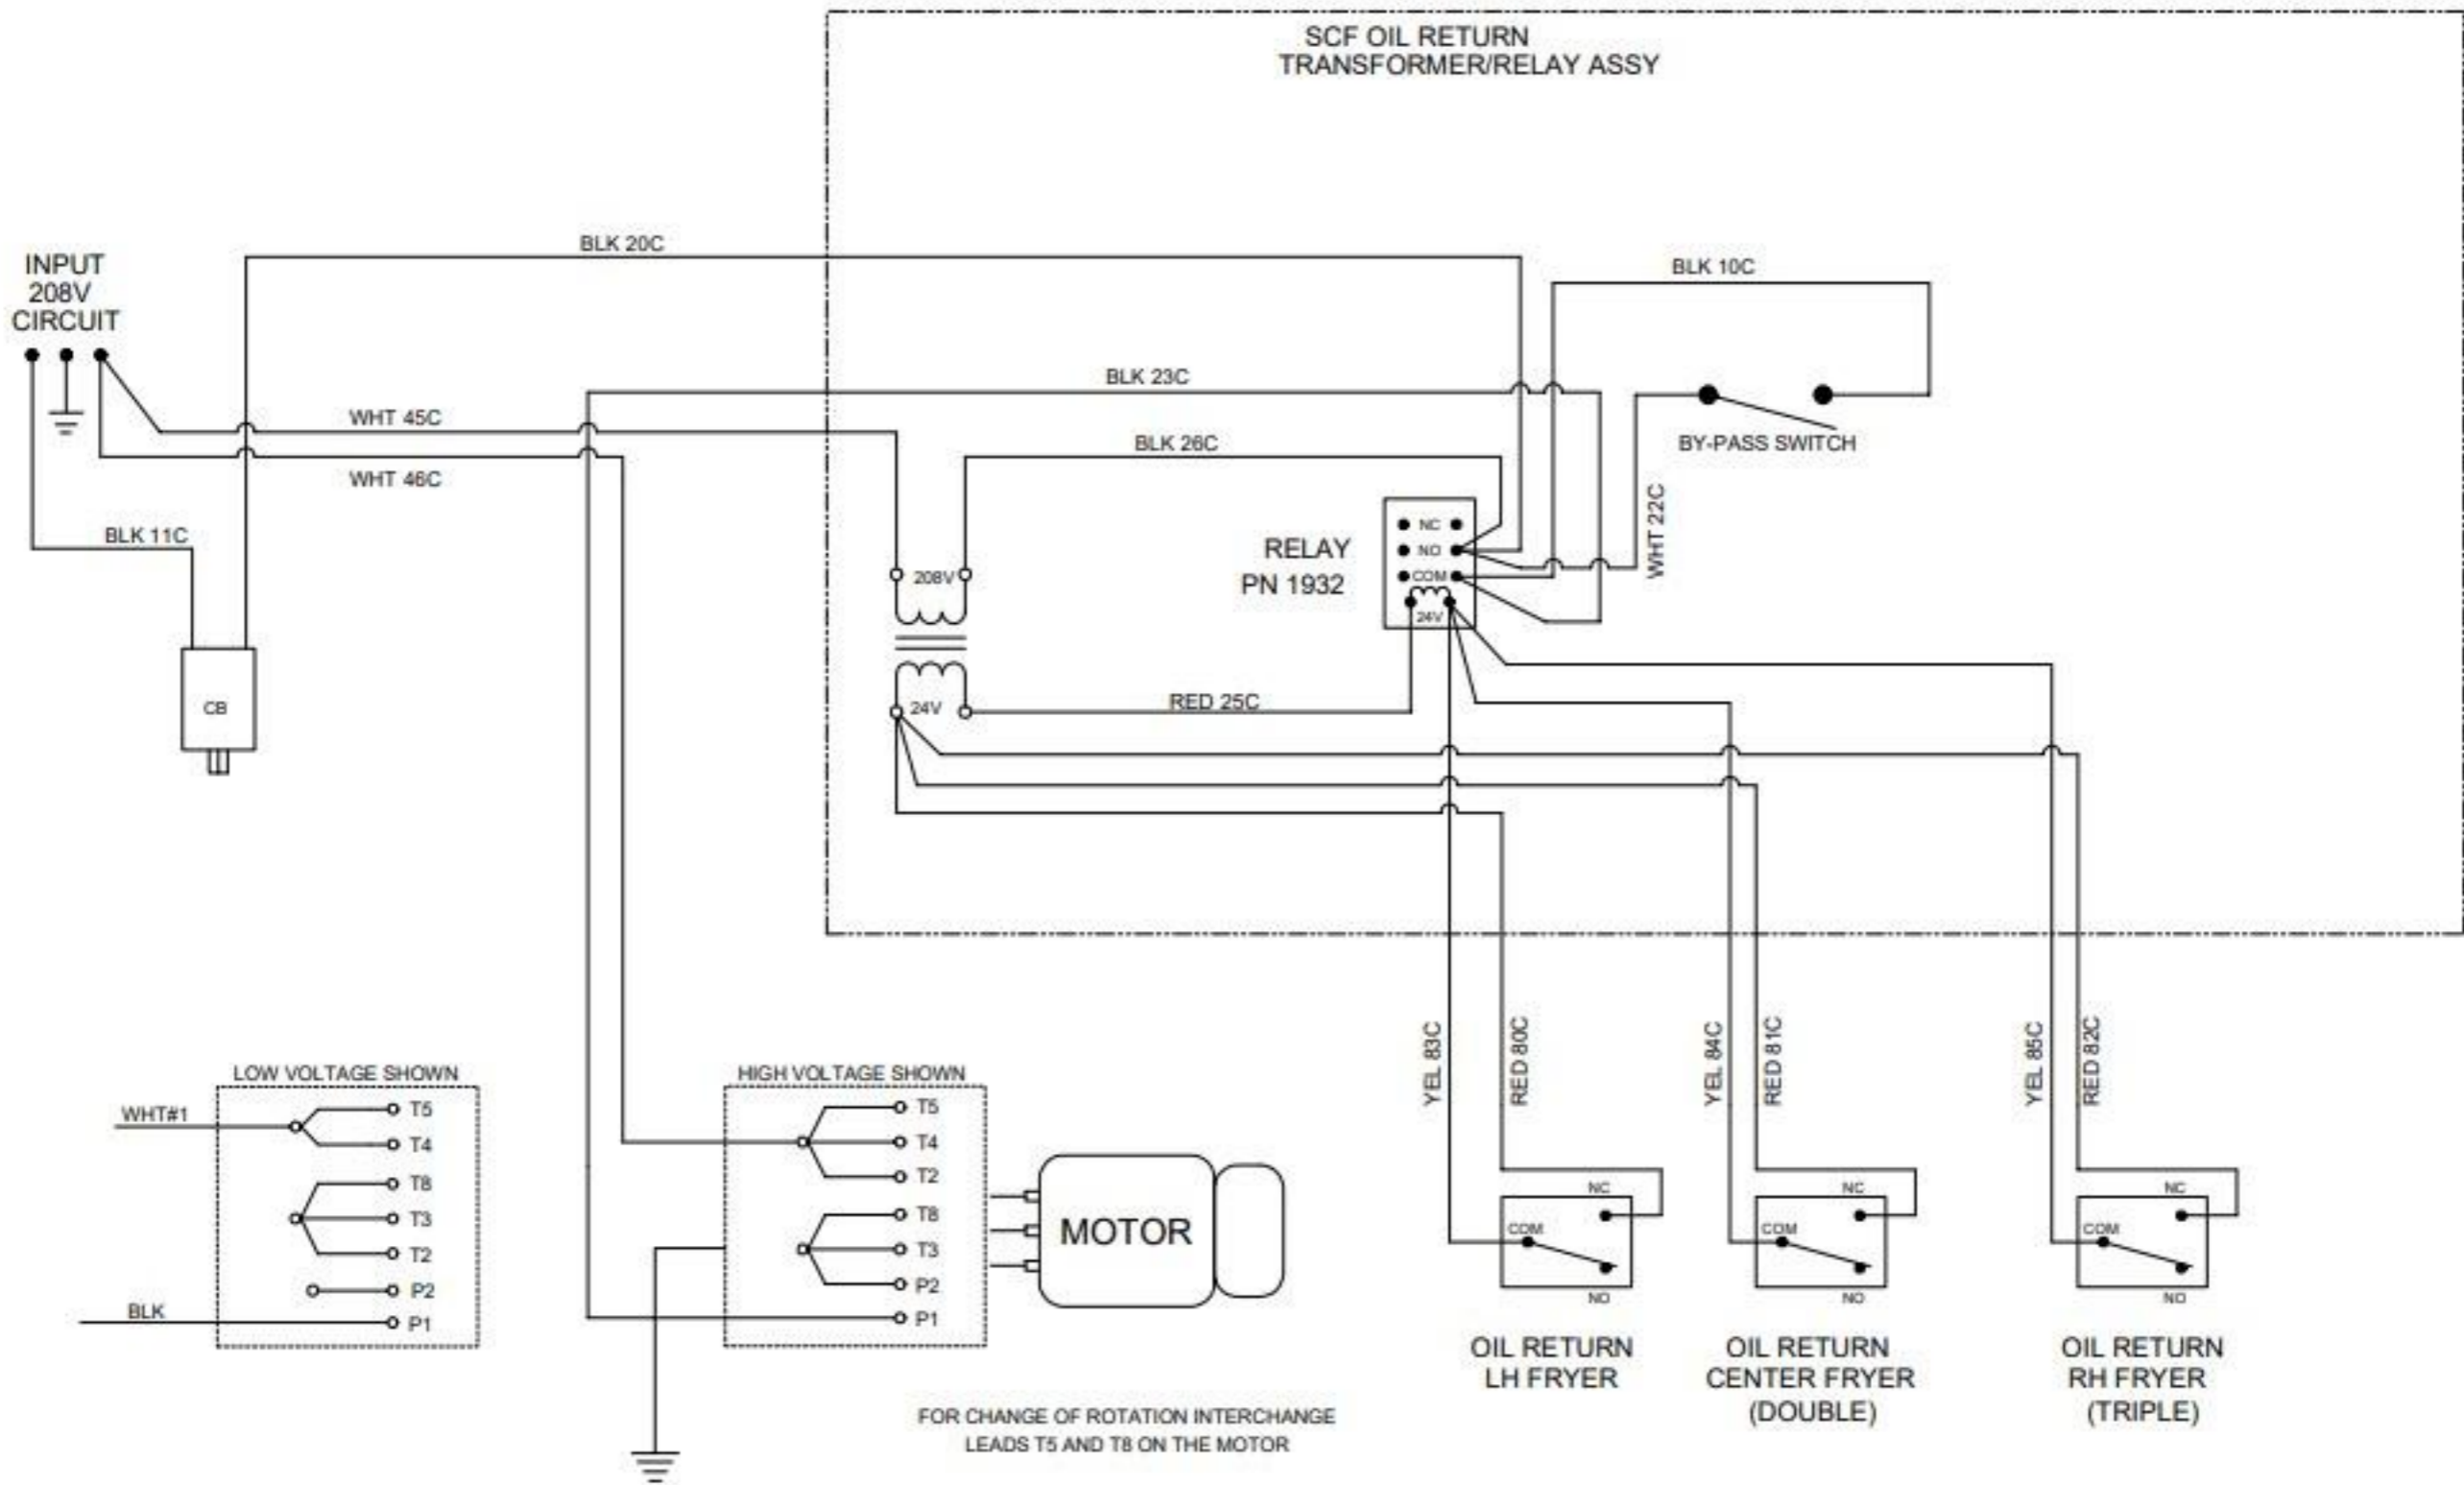 SCF OIL RETURN
TRANSFORMER/RELAY ASSY
BLK 20C
INPUT
208V
CIRCUIT
BLK 10C
BLK 23C
WHT 45C
BLK 26C
BY-PASS SWITCH
WHT 46C
WHT 22C
BLK 11C
RELAY
PN 1932
NC
NO
COM
24V
208V
24V
RED 25C
CB
YEL 83C
RED 80C
YEL 84C
RED 81C
YEL 85C
RED 82C
LOW VOLTAGE SHOWN
WHT#1
T5
T4
T8
T3
T2
P2
BLK
P1
HIGH VOLTAGE SHOWN
T5
T4
T2
T8
T3
P2
P1
MOTOR
NC
COM
NO
NC
COM
NO
NC
COM
NO
OIL RETURN
LH FRYER
OIL RETURN
CENTER FRYER
(DOUBLE)
OIL RETURN
RH FRYER
(TRIPLE)
FOR CHANGE OF ROTATION INTERCHANGE
LEADS T5 AND T8 ON THE MOTOR